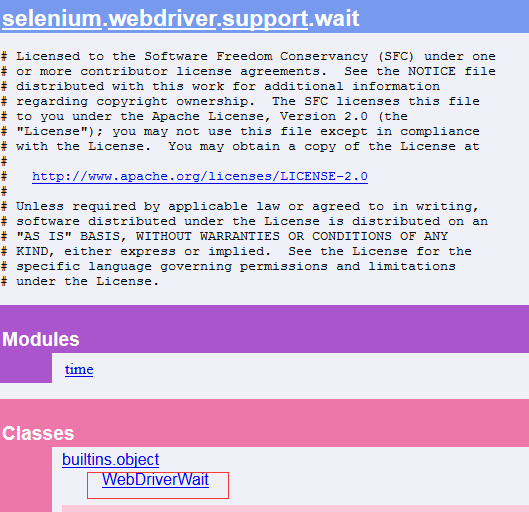 selenium.webdriver.support.wait
# Licensed to the Software Freedom Conservancy (SFC) under one
# or more contributor license agreements.  See the NOTICE file
# distributed with this work for additional information
# regarding copyright ownership.  The SFC licenses this file
# to you under the Apache License, Version 2.0 (the
# "License"); you may not use this file except in compliance
# with the License.  You may obtain a copy of the License at
#
#   http://www.apache.org/licenses/LICENSE-2.0
#
# Unless required by applicable law or agreed to in writing,
# software distributed under the License is distributed on an
# "AS IS" BASIS, WITHOUT WARRANTIES OR CONDITIONS OF ANY
# KIND, either express or implied.  See the License for the
# specific language governing permissions and limitations
# under the License.
Modules
time
Classes
builtins.object
WebDriverWait